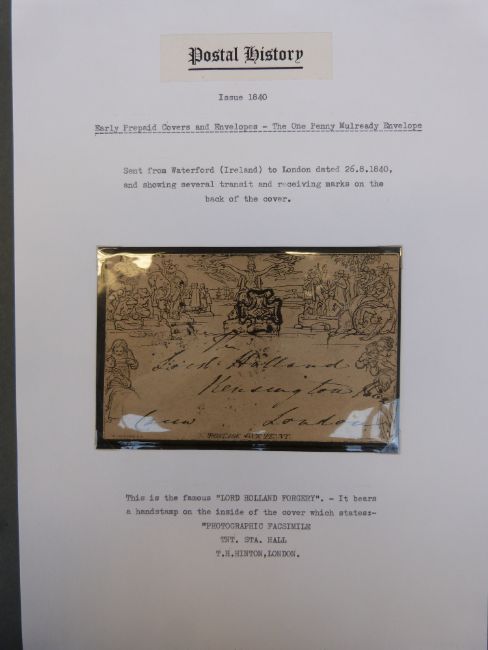 Postal History
Issue 1840
Early Prepaid Covers and Envelopes - The One Penny Mulready Envelope
Sent from Waterford (Ireland) to London dated 26.8.1840,
and showing several transit and receiving marks on the
back of the cover.
Lord Holland
Kensington
London
POSTAGE ONE PENNY.
This is the famous "LORD HOLLAND FORGERY". - It bears
a handstamp on the inside of the cover which states:-
"PHOTOGRAPHIC FACSIMILE
INT. STA. HALL
T.H.HINTON,LONDON.